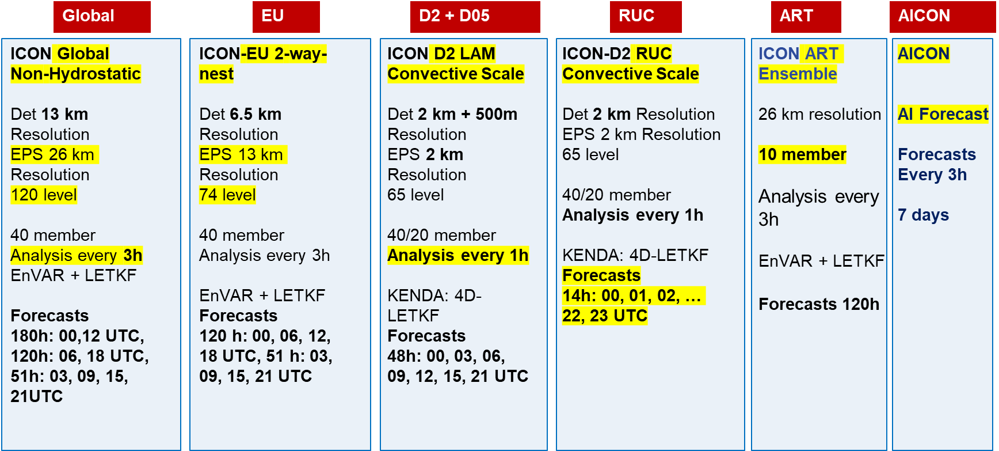 Global
EU
D2 + D05
RUC
ART
AICON
ICON Global
Non-Hydrostatic
Det 13 km
Resolution
EPS 26 km
Resolution
120 level
40 member
Analysis every 3h
EnVAR + LETKF
Forecasts
180h: 00,12 UTC,
120h: 06, 18 UTC,
51h: 03, 09, 15,
21UTC
ICON-EU 2-way-
nest
Det 6.5 km
Resolution
EPS 13 km
Resolution
74 level
40 member
Analysis every 3h
EnVAR + LETKF
Forecasts
120 h: 00, 06, 12,
18 UTC, 51 h: 03,
09, 15, 21 UTC
ICON D2 LAM
Convective Scale
Det 2 km + 500m
Resolution
EPS 2 km
Resolution
65 level
40/20 member
Analysis every 1h
KENDA: 4D-
LETKF
Forecasts
48h: 00, 03, 06,
09, 12, 15, 21 UTC
ICON-D2 RUC
Convective Scale
Det 2 km Resolution
EPS 2 km Resolution
65 level
40/20 member
Analysis every 1h
KENDA: 4D-LETKF
Forecasts
14h: 00, 01, 02, …
22, 23 UTC
ICON ART
Ensemble
26 km resolution
10 member
Analysis every
3h
EnVAR + LETKF
Forecasts 120h
AICON
AI Forecast
Forecasts
Every 3h
7 days